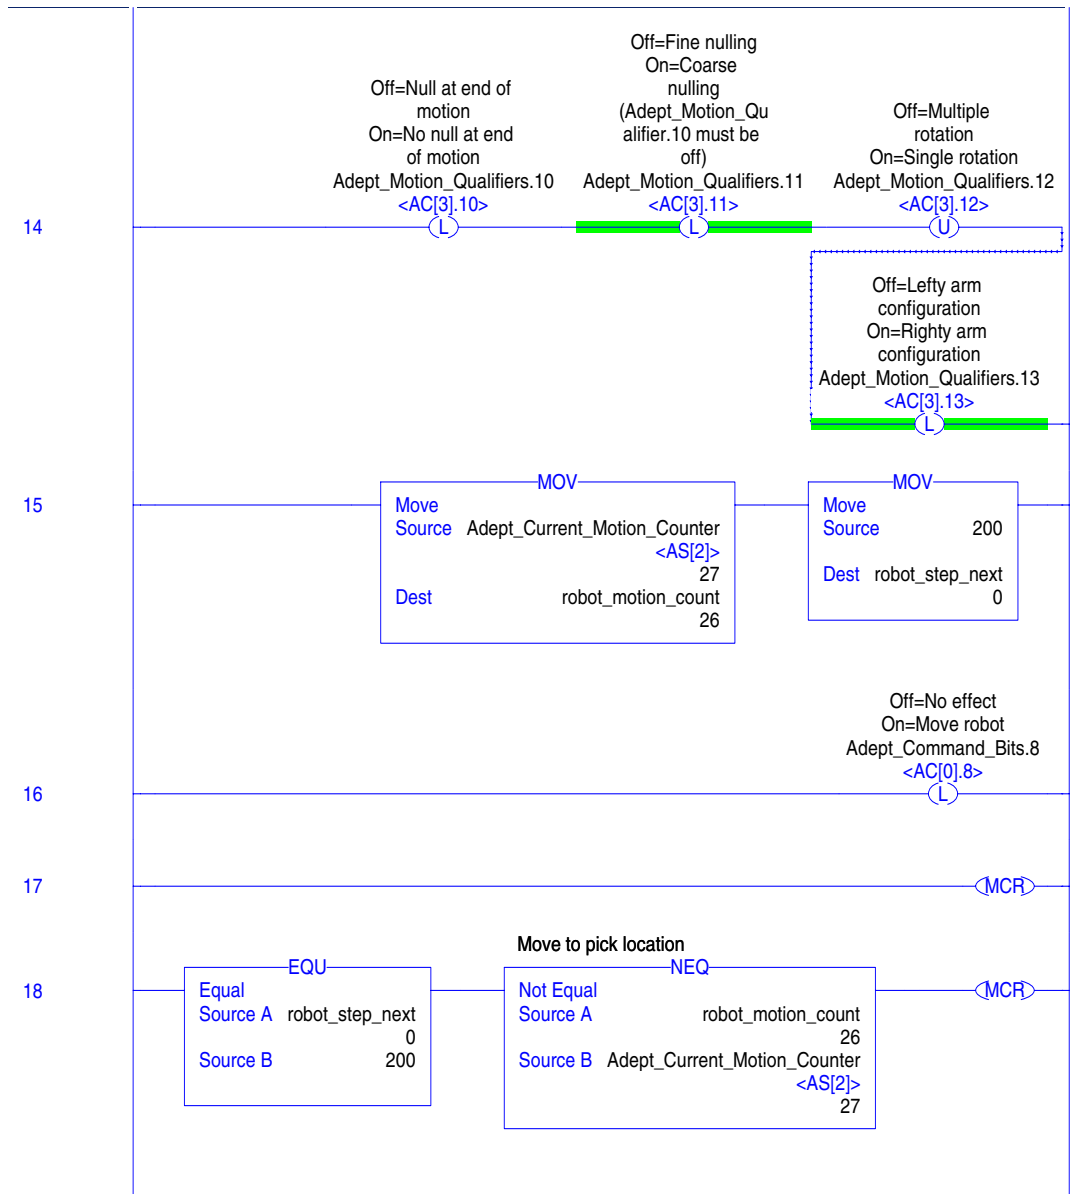 14
Off=Null at end of
motion
On=No null at end
of motion
Adept_Motion_Qualifiers.10
<AC[3].10>
L
Off=Fine nulling
On=Coarse
nulling
(Adept_Motion_Qu
alifier.10 must be
off)
Adept_Motion_Qualifiers.11
<AC[3].11>
L
Off=Multiple
rotation
On=Single rotation
Adept_Motion_Qualifiers.12
<AC[3].12>
U
Off=Lefty arm
configuration
On=Righty arm
configuration
Adept_Motion_Qualifiers.13
<AC[3].13>
L
15
MOV
Move
Source Adept_Current_Motion_Counter
<AS[2]>
27
Dest robot_motion_count
26
MOV
Move
Source 200
Dest robot_step_next
0
16
Off=No effect
On=Move robot
Adept_Command_Bits.8
<AC[0].8>
L
17
MCR
18
Move to pick location
EQU
Equal
Source A robot_step_next
0
Source B 200
NEQ
Not Equal
Source A robot_motion_count
26
Source B Adept_Current_Motion_Counter
<AS[2]>
27
MCR